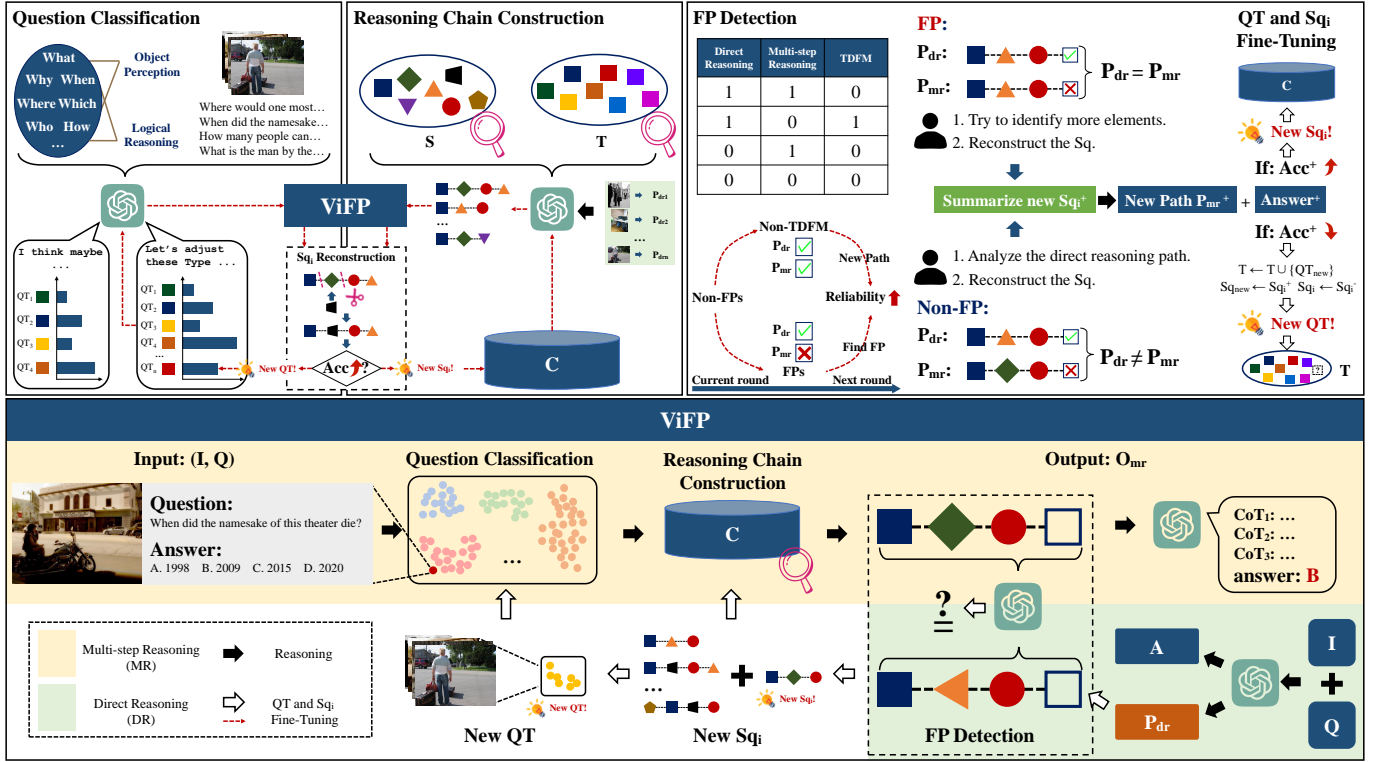 Question Classification
What
Why When
Where Which
Who How
...
Object
Perception
Logical
Reasoning
Where would one most…
When did the namesake…
How many people can…
What is the man by the…
I think maybe
...
QT1
QT2
QT3
QT4
Let's adjust
these Type ...
QT1
QT2
QT3
QT4
...
QTn
New QT!
Reasoning Chain Construction
S
T
ViFP
...
Pdr1
Pdr2
...
Pdrn
Sqi Reconstruction
Acc ?
New Sqi!
C
FP Detection
Direct Reasoning Multi-step Reasoning TDFM
1 1 0
1 0 1
0 1 0
0 0 0
Non-TDFM
Pdr
Pmr
New Path
Non-FPs
Reliability
Pdr
Pmr
Find FP
FPs
Current round
Next round
FP:
Pdr:
Pmr:
Pdr = Pmr
1. Try to identify more elements.
2. Reconstruct the Sq.
Summarize new Sqi+
New Path Pmr+
+
Answer+
1. Analyze the direct reasoning path.
2. Reconstruct the Sq.
Non-FP:
Pdr:
Pmr:
Pdr ≠ Pmr
QT and Sqi
Fine-Tuning
C
New Sqi!
If: Acc+
If: Acc+
T ← T ∪ {QTnew}
Sqnew ← Sqi+ Sqi ← Sqi-
New QT!
?
T
ViFP
Input: (I, Q)
Question Classification
Reasoning Chain
Construction
Output: Omr
Question:
When did the namesake of this theater die?
Answer:
A. 1998 B. 2009 C. 2015 D. 2020
...
C
CoT1: ...
CoT2: ...
CoT3: ...
answer: B
?
Multi-step Reasoning
(MR)
Reasoning
Direct Reasoning
(DR)
QT and Sqi
Fine-Tuning
New QT!
New QT
...
New Sqi!
New Sqi
FP Detection
A
Pdr
I
+
Q